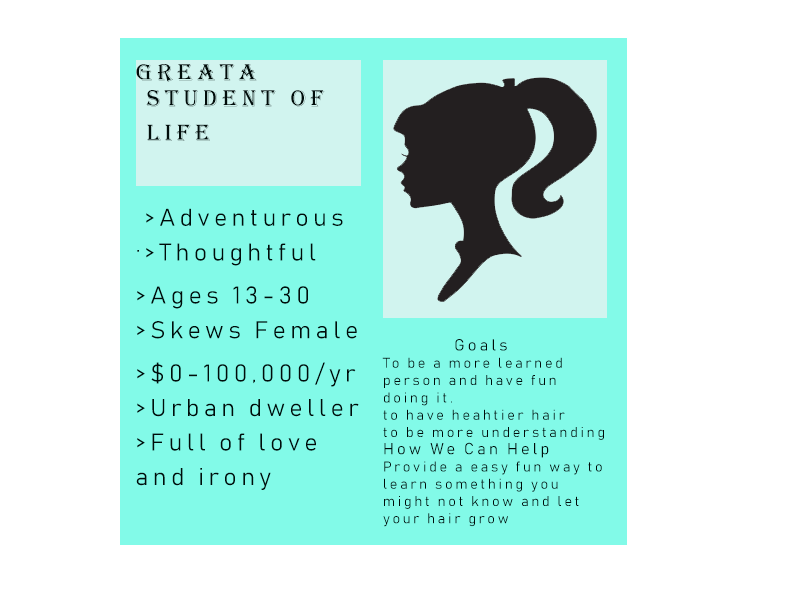 GREATA
STUDENT OF
LIFE
>Adventurous
·>Thoughtful
>Ages 13-30
>Skews Female
>$0-100,000/yr
>Urban dweller
>Full of love
and irony
Goals
To be a more learned
person and have fun
doing it.
to have heahtier hair
to be more understanding
How We Can Help
Provide a easy fun way to
learn something you
might not know and let
your hair grow